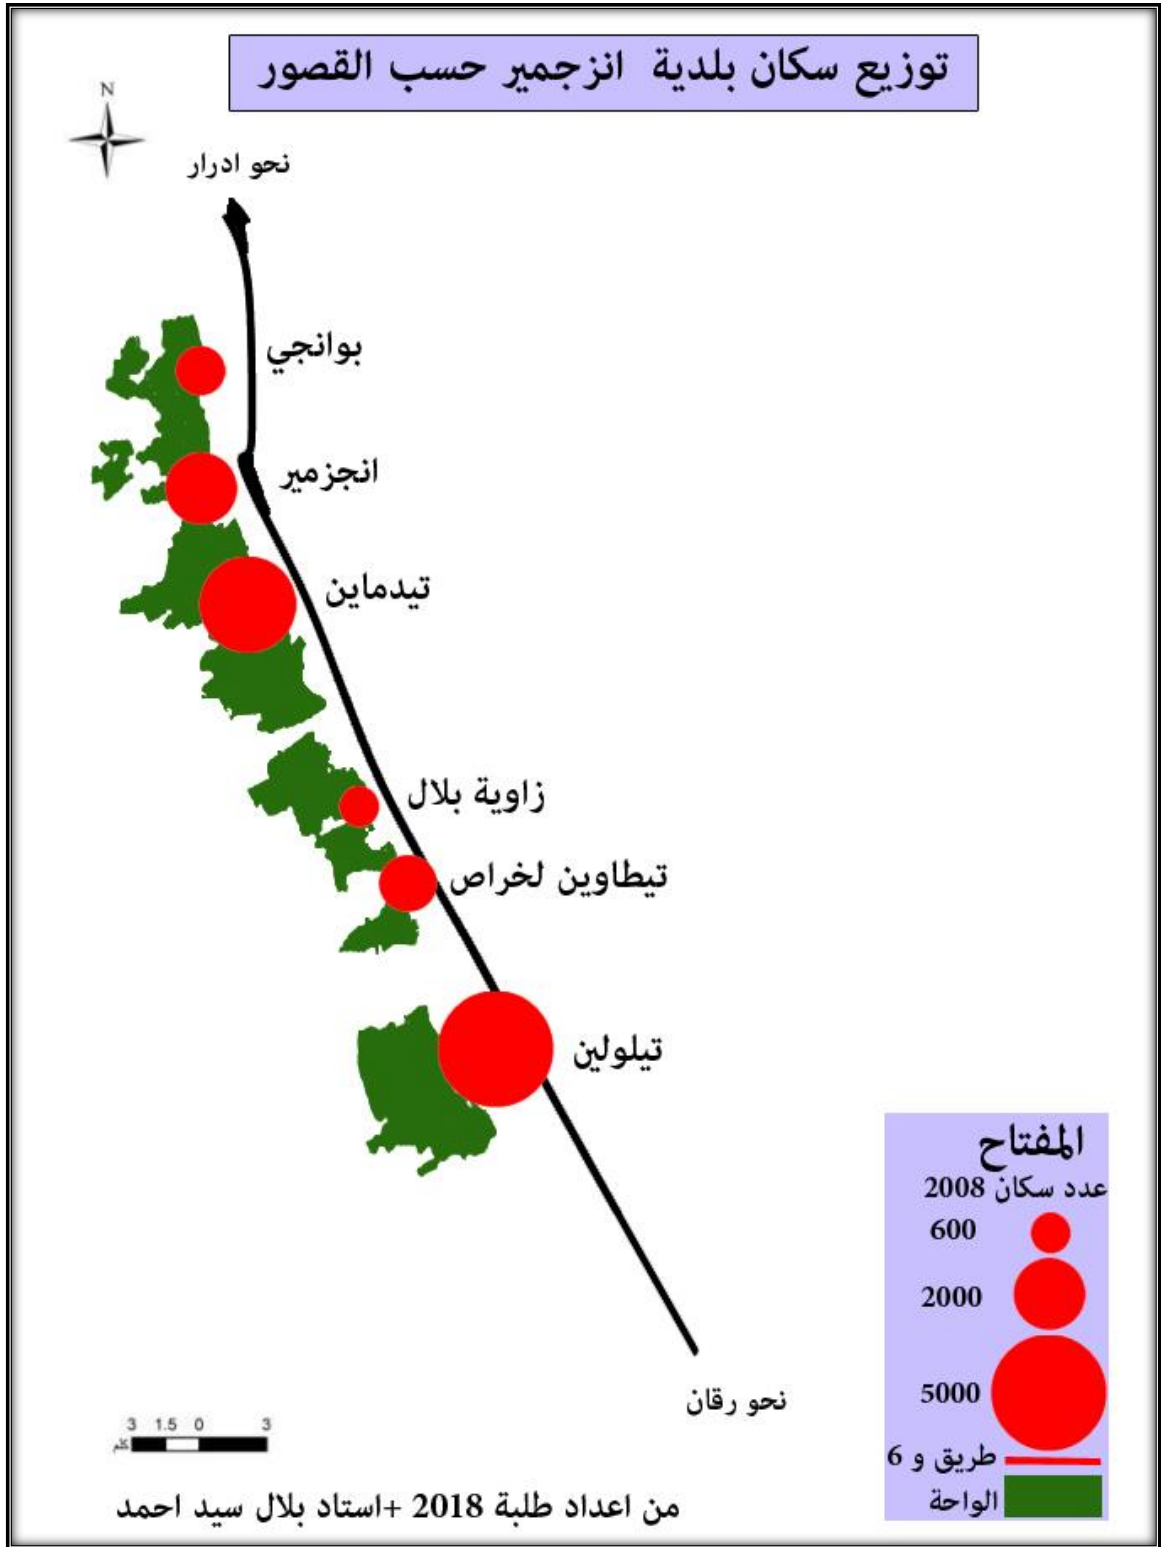 توزيع سكان بلدية انزجمير حسب القصور
N
نحو ادرار
بوانجي
انجزمير
تيدماين
زاوية بلال
تيطاوين لخراص
تيلولين
نحو رقان
المفتاح
عدد سكان 2008
600
2000
5000
طريق و 6
الواحة
3 1.5 0 3
كلم
من اعداد طلبة 2018 +استاد بلال سيد احمد